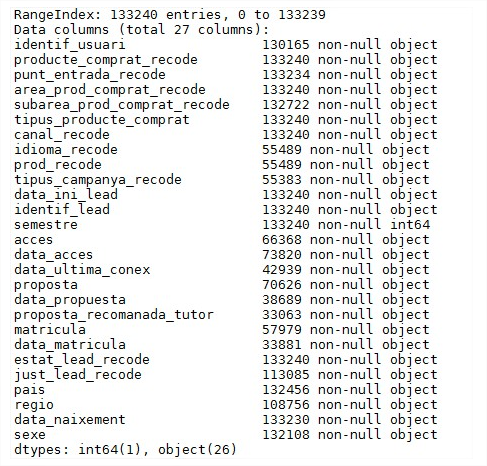 RangeIndex: 133240 entries, 0 to 133239
Data columns (total 27 columns):
identif_usuari                 130165 non-null object
producte_comprat_recode        133240 non-null object
punt_entrada_recode            133234 non-null object
area_prod_comprat_recode       133240 non-null object
subarea_prod_comprat_recode    132722 non-null object
tipus_producte_comprat         133240 non-null object
canal_recode                   133240 non-null object
idioma_recode                  55489 non-null object
prod_recode                    55489 non-null object
tipus_campanya_recode          55383 non-null object
data_ini_lead                  133240 non-null object
identif_lead                   133240 non-null object
semestre                       133240 non-null int64
acces                          66368 non-null object
data_acces                     73820 non-null object
data_ultima_conex              42939 non-null object
proposta                       70626 non-null object
data_propuesta                 38689 non-null object
proposta_recomanada_tutor      33063 non-null object
matricula                      57979 non-null object
data_matricula                 33881 non-null object
estat_lead_recode              133240 non-null object
just_lead_recode               113085 non-null object
pais                           132456 non-null object
regio                          108756 non-null object
data_naixement                 133230 non-null object
sexe                           132108 non-null object
dtypes: int64(1), object(26)